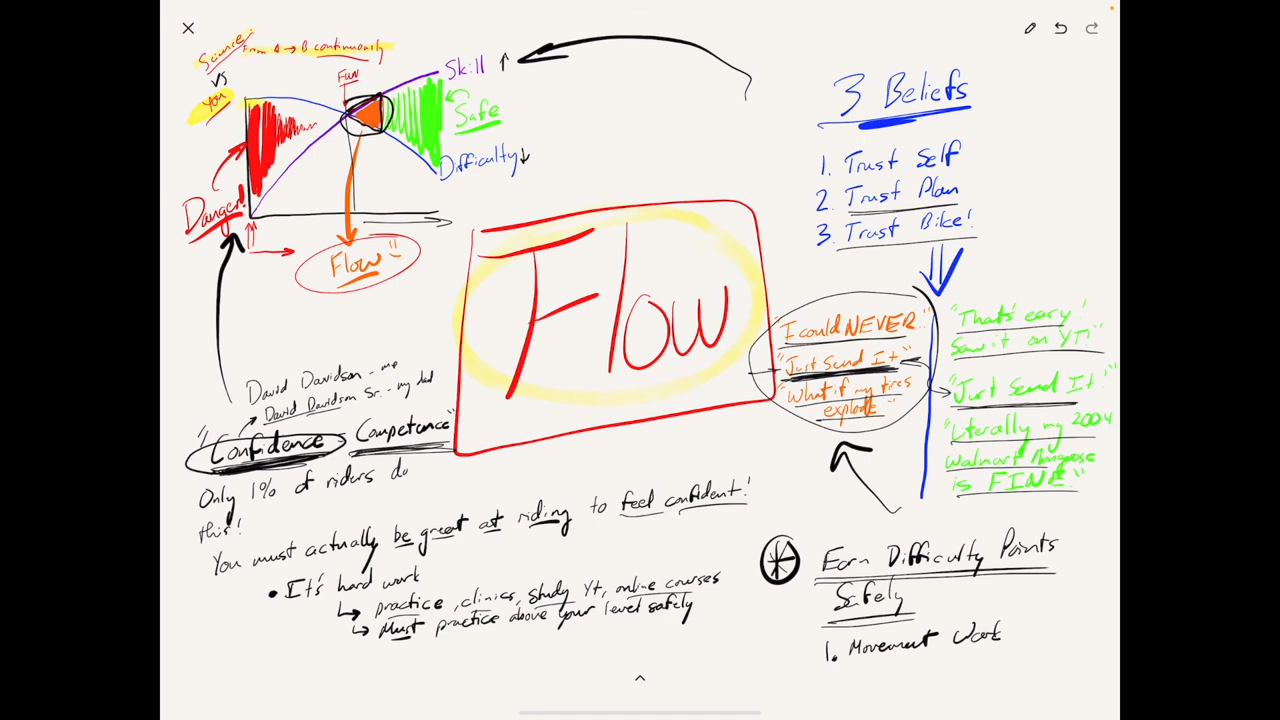 Science
From A → B continuously
vs
You
Fun
Skill ↑
Safe
Difficulty ↓
Danger!
Flow
Flow
3 Beliefs
1. Trust Self
2. Trust Plan
3. Trust Bike!
"I could NEVER.."
"Just Send It"
"What if my tires
explode"
"That's easy!
Saw it on YT!"
"Just Send It!"
"Literally my 2004
Walmart Mongoose
is FINE."
David Davidson - me
David Davidson Sr. - my dad
"Confidence Competence"
Only 1% of riders do
this!
You must actually be great at riding to feel confident!
• It's hard work
↳ practice, clinics, study YT, online courses
↳ Must practice above your level safely
Earn Difficulty Points
Safely
1. Movement Work